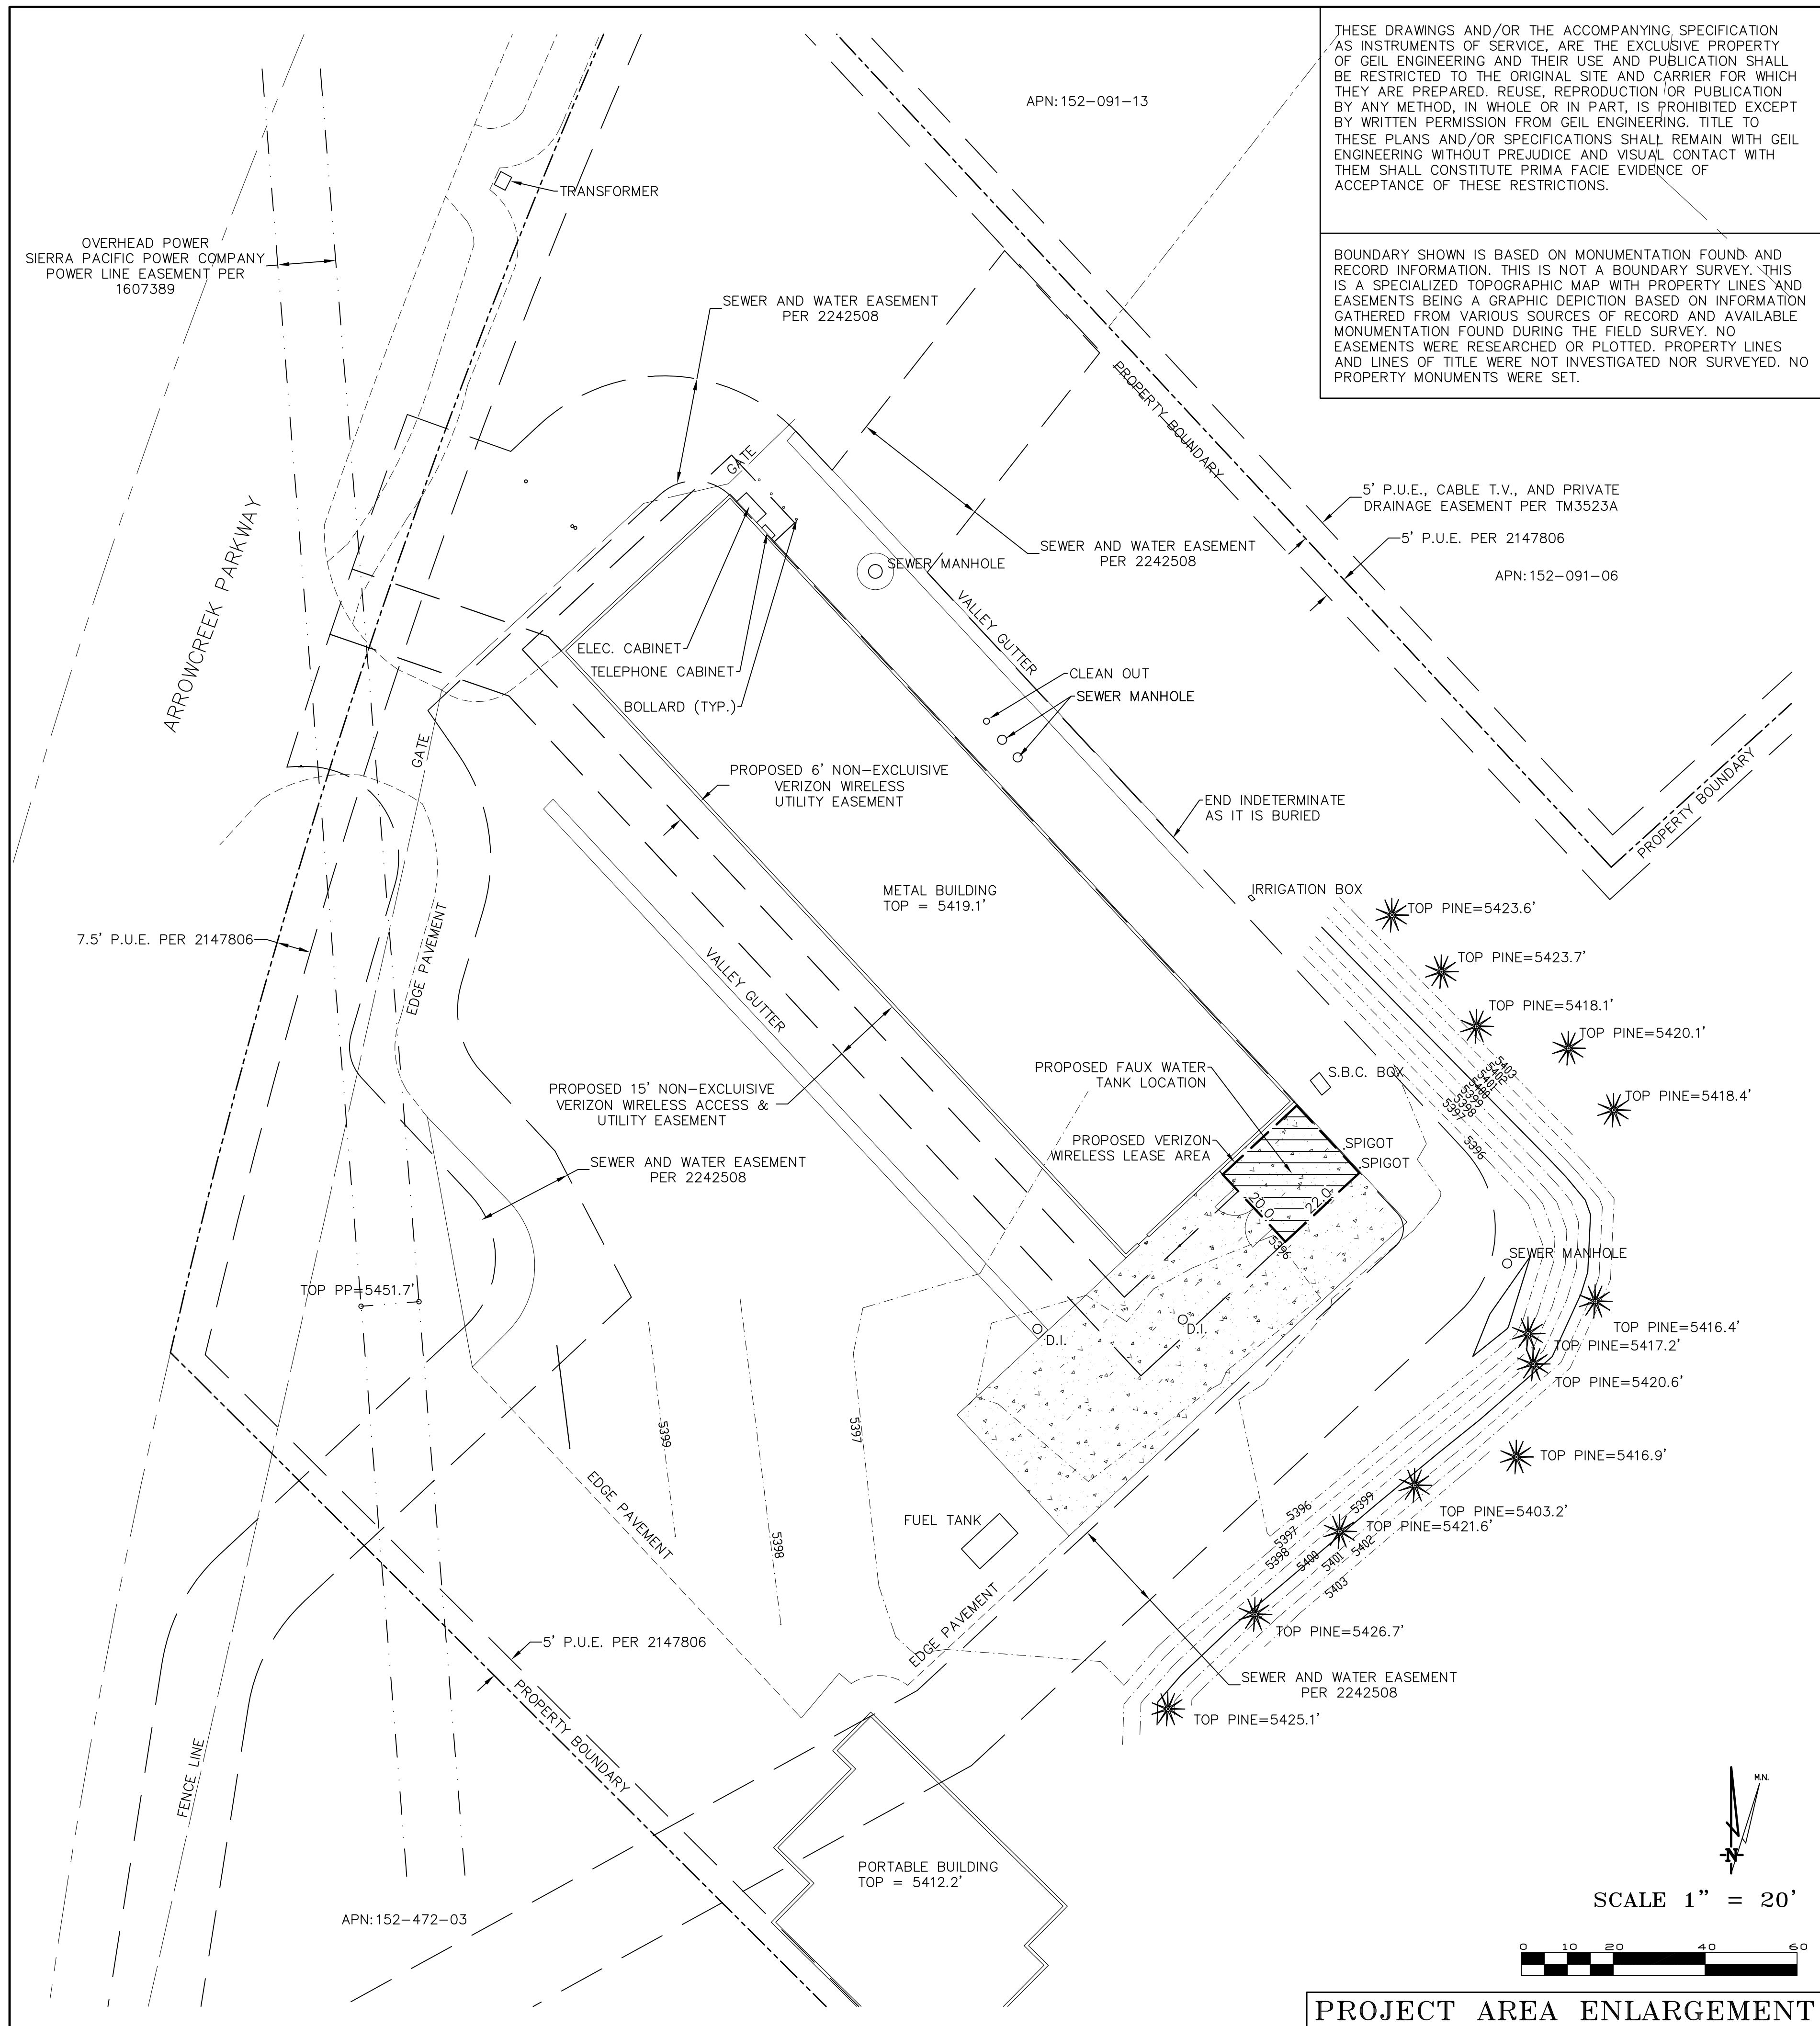 THESE DRAWINGS AND/OR THE ACCOMPANYING SPECIFICATION
AS INSTRUMENTS OF SERVICE, ARE THE EXCLUSIVE PROPERTY
OF GEIL ENGINEERING AND THEIR USE AND PUBLICATION SHALL
BE RESTRICTED TO THE ORIGINAL SITE AND CARRIER FOR WHICH
THEY ARE PREPARED. REUSE, REPRODUCTION OR PUBLICATION
BY ANY METHOD, IN WHOLE OR IN PART, IS PROHIBITED EXCEPT
BY WRITTEN PERMISSION FROM GEIL ENGINEERING. TITLE TO
THESE PLANS AND/OR SPECIFICATIONS SHALL REMAIN WITH GEIL
ENGINEERING WITHOUT PREJUDICE AND VISUAL CONTACT WITH
THEM SHALL CONSTITUTE PRIMA FACIE EVIDENCE OF
ACCEPTANCE OF THESE RESTRICTIONS.
BOUNDARY SHOWN IS BASED ON MONUMENTATION FOUND AND
RECORD INFORMATION. THIS IS NOT A BOUNDARY SURVEY. THIS
IS A SPECIALIZED TOPOGRAPHIC MAP WITH PROPERTY LINES AND
EASEMENTS BEING A GRAPHIC DEPICTION BASED ON INFORMATION
GATHERED FROM VARIOUS SOURCES OF RECORD AND AVAILABLE
MONUMENTATION FOUND DURING THE FIELD SURVEY. NO
EASEMENTS WERE RESEARCHED OR PLOTTED. PROPERTY LINES
AND LINES OF TITLE WERE NOT INVESTIGATED NOR SURVEYED. NO
PROPERTY MONUMENTS WERE SET.
APN:152-091-13
TRANSFORMER
OVERHEAD POWER
SIERRA PACIFIC POWER COMPANY
POWER LINE EASEMENT PER
1607389
SEWER AND WATER EASEMENT
PER 2242508
PROPERTY BOUNDARY
GATE
5' P.U.E., CABLE T.V., AND PRIVATE
DRAINAGE EASEMENT PER TM3523A
5' P.U.E. PER 2147806
APN:152-091-06
SEWER AND WATER EASEMENT
PER 2242508
SEWER MANHOLE
ARROWCREEK PARKWAY
VALLEY GUTTER
ELEC. CABINET
TELEPHONE CABINET
BOLLARD (TYP.)
CLEAN OUT
SEWER MANHOLE
GATE
PROPOSED 6' NON-EXCLUISIVE
VERIZON WIRELESS
UTILITY EASEMENT
END INDETERMINATE
AS IT IS BURIED
PROPERTY BOUNDARY
METAL BUILDING
TOP = 5419.1'
IRRIGATION BOX
TOP PINE=5423.6'
7.5' P.U.E. PER 2147806
EDGE PAVEMENT
VALLEY GUTTER
TOP PINE=5423.7'
TOP PINE=5418.1'
TOP PINE=5420.1'
TOP PINE=5418.4'
5403
5402
5401
5400
5399
5398
5397
5396
PROPOSED FAUX WATER
TANK LOCATION
S.B.C. BOX
PROPOSED 15' NON-EXCLUISIVE
VERIZON WIRELESS ACCESS &
UTILITY EASEMENT
PROPOSED VERIZON
WIRELESS LEASE AREA
SPIGOT
SPIGOT
SEWER AND WATER EASEMENT
PER 2242508
20.0
22.0
5396
SEWER MANHOLE
TOP PP=5451.7'
D.I.
D.I.
TOP PINE=5416.4'
TOP PINE=5417.2'
TOP PINE=5420.6'
5399
5398
5397
TOP PINE=5416.9'
EDGE PAVEMENT
TOP PINE=5403.2'
TOP PINE=5421.6'
5396
5397
5398
5399
5400
5401
5402
5403
FUEL TANK
EDGE PAVEMENT
TOP PINE=5426.7'
5' P.U.E. PER 2147806
PROPERTY BOUNDARY
SEWER AND WATER EASEMENT
PER 2242508
TOP PINE=5425.1'
FENCE LINE
PORTABLE BUILDING
TOP = 5412.2'
APN:152-472-03
M.N.
N
SCALE 1" = 20'
0 10 20 40 60
PROJECT AREA ENLARGEMENT